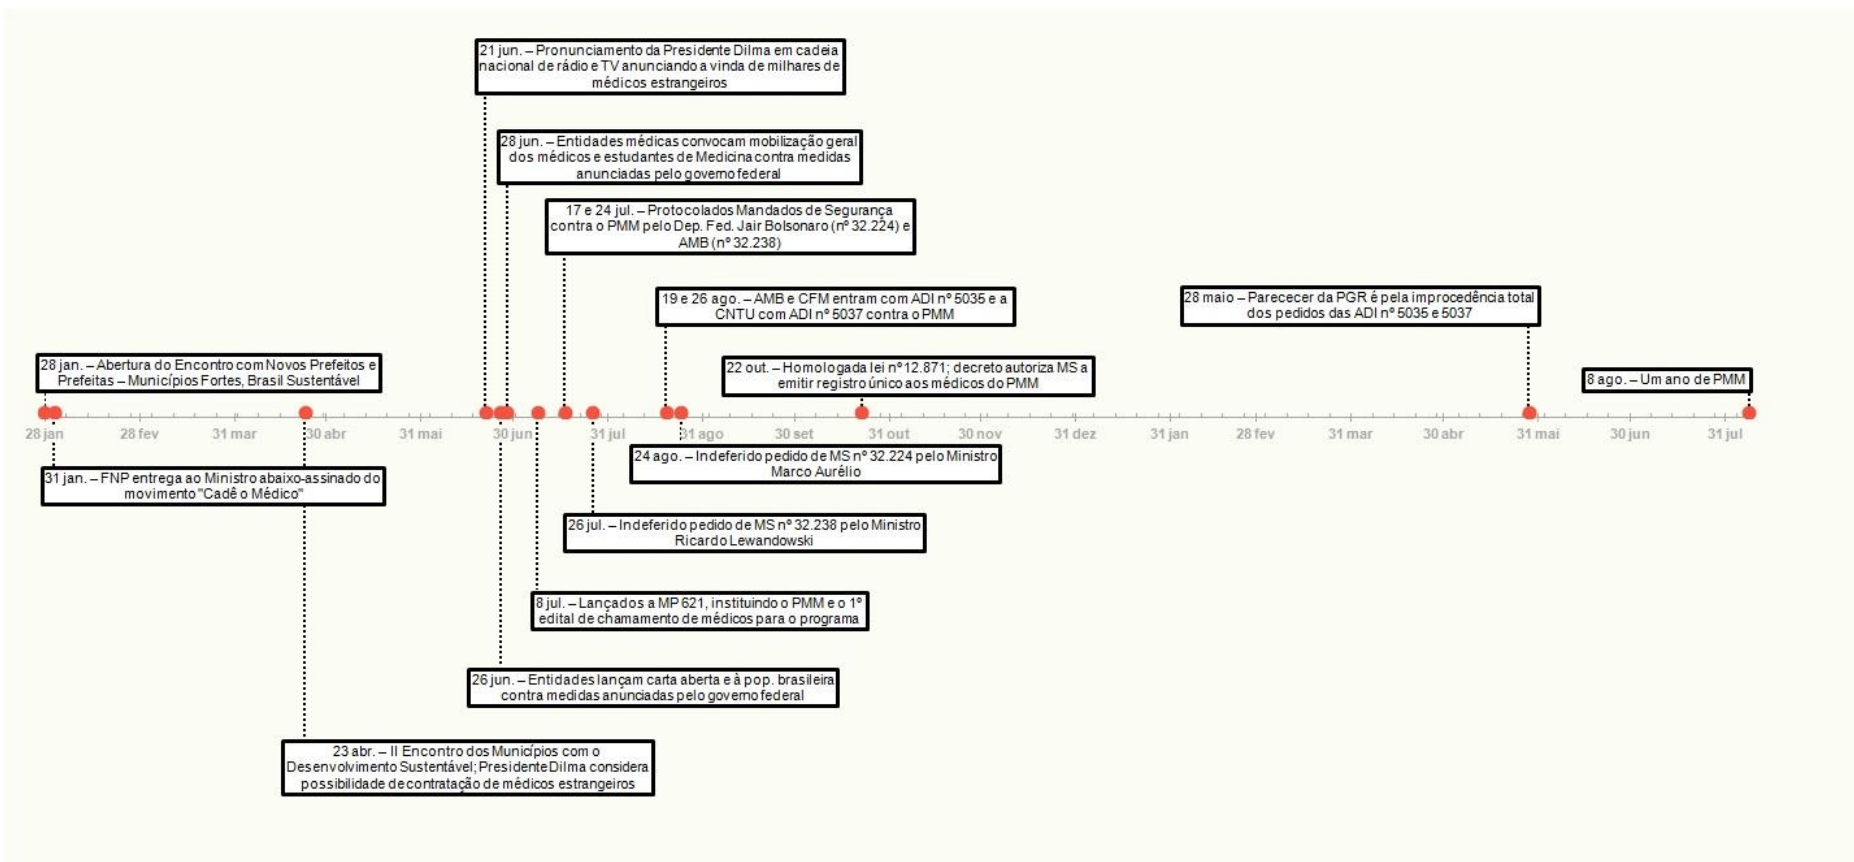 21 jun. – Pronunciamento da Presidente Dilma em cadeia
nacional de rádio e TV anunciando a vinda de milhares de
médicos estrangeiros
28 jun. – Entidades médicas convocam mobilização geral
dos médicos e estudantes de Medicina contra medidas
anunciadas pelo governo federal
17 e 24 jul. – Protocolados Mandados de Segurança
contra o PMM pelo Dep. Fed. Jair Bolsonaro (nº 32.224) e
AMB (nº 32.238)
19 e 26 ago. – AMB e CFM entram com ADI nº 5035 e a
CNTU com ADI nº 5037 contra o PMM
28 maio – Parececer da PGR é pela improcedência total
dos pedidos das ADI nº 5035 e 5037
28 jan. – Abertura do Encontro com Novos Prefeitos e
Prefeitas – Municípios Fortes, Brasil Sustentável
22 out. – Homologada lei nº 12.871; decreto autoriza MS a
emitir registro único aos médicos do PMM
8 ago. – Um ano de PMM
28 jan 28 fev 31 mar 30 abr 31 mai 30 jun 31 jul 31 ago 30 set 31 out 30 nov 31 dez 31 jan 28 fev 31 mar 30 abr 31 mai 30 jun 31 jul
24 ago. – Indeferido pedido de MS nº 32.224 pelo Ministro
Marco Aurélio
31 jan. – FNP entrega ao Ministro abaixo-assinado do
movimento "Cadê o Médico"
26 jul. – Indeferido pedido de MS nº 32.238 pelo Ministro
Ricardo Lewandowski
8 jul. – Lançados a MP 621, instituindo o PMM e o 1º
edital de chamamento de médicos para o programa
26 jun. – Entidades lançam carta aberta e à pop. brasileira
contra medidas anunciadas pelo governo federal
23 abr. – II Encontro dos Municípios com o
Desenvolvimento Sustentável; Presidente Dilma considera
possibilidade de contratação de médicos estrangeiros